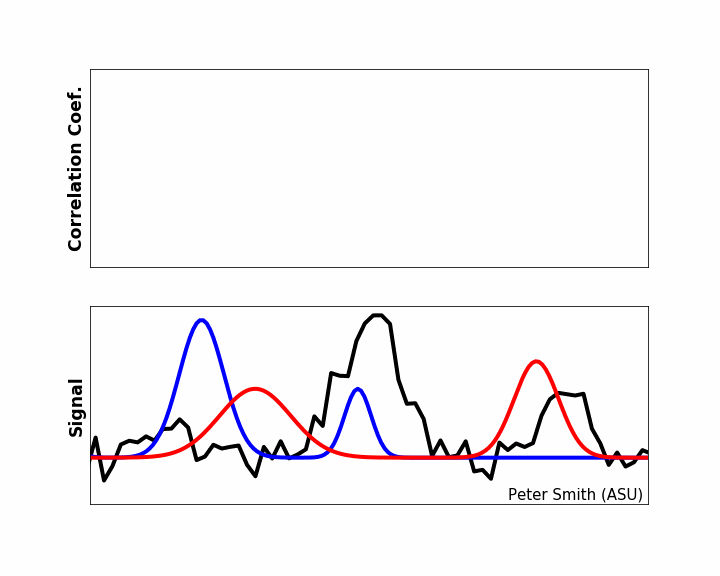 Correlation Coef.
Signal
Peter Smith (ASU)